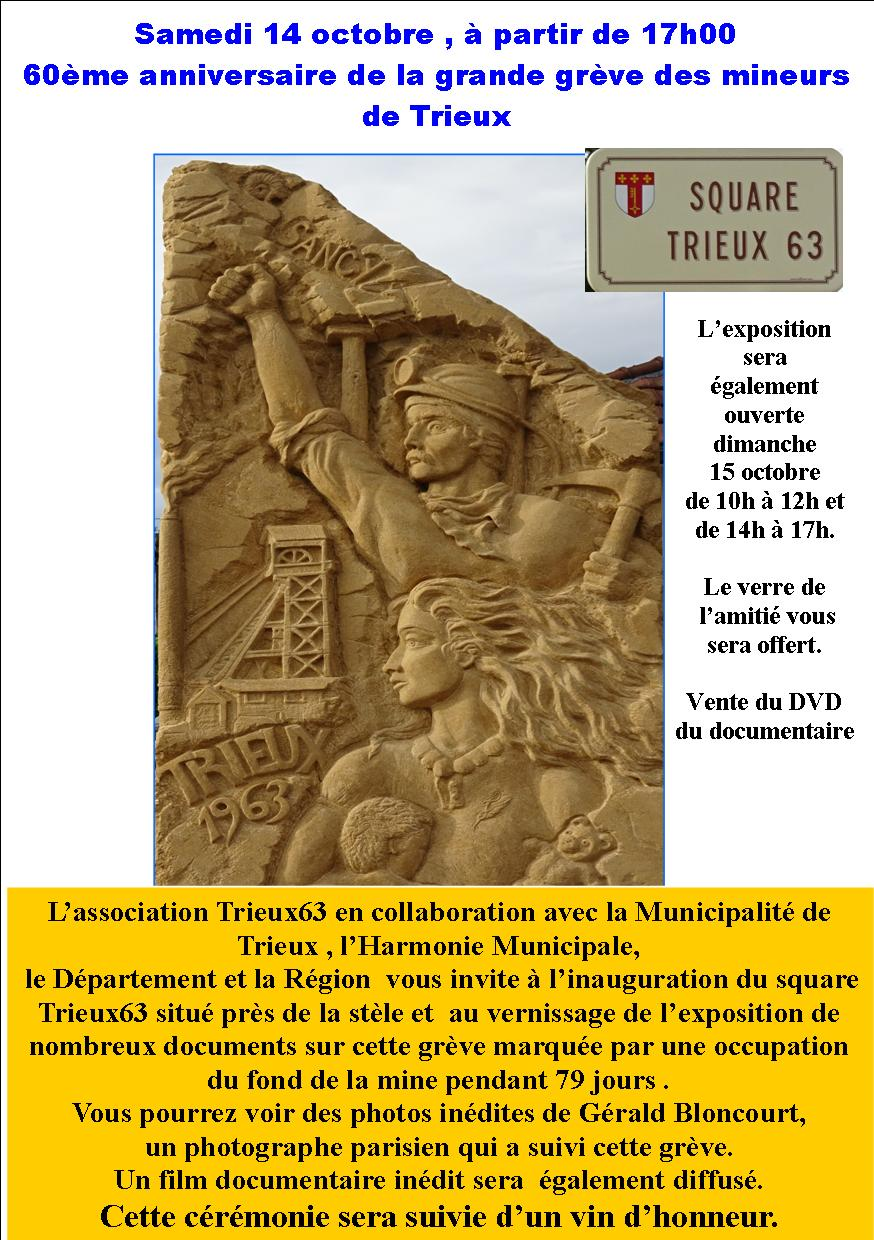 Samedi 14 octobre , à partir de 17h00
60ème anniversaire de la grande grève des mineurs
de Trieux
SANCY
SQUARE
TRIEUX 63
L’exposition
sera
également
ouverte
dimanche
15 octobre
de 10h à 12h et
de 14h à 17h.
Le verre de
l’amitié vous
sera offert.
Vente du DVD
du documentaire
TRIEUX
1963
L’association Trieux63 en collaboration avec la Municipalité de
Trieux , l’Harmonie Municipale,
le Département et la Région vous invite à l’inauguration du square
Trieux63 situé près de la stèle et au vernissage de l’exposition de
nombreux documents sur cette grève marquée par une occupation
du fond de la mine pendant 79 jours .
Vous pourrez voir des photos inédites de Gérald Bloncourt,
un photographe parisien qui a suivi cette grève.
Un film documentaire inédit sera également diffusé.
Cette cérémonie sera suivie d’un vin d’honneur.